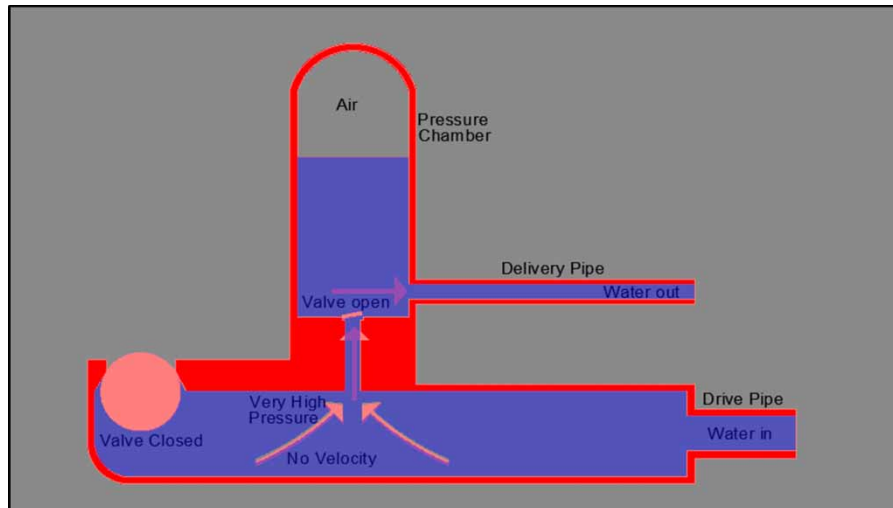 Air
Pressure
Chamber
Delivery Pipe
Water out
Valve open
Drive Pipe
Very High
Pressure
Water in
Valve Closed
No Velocity